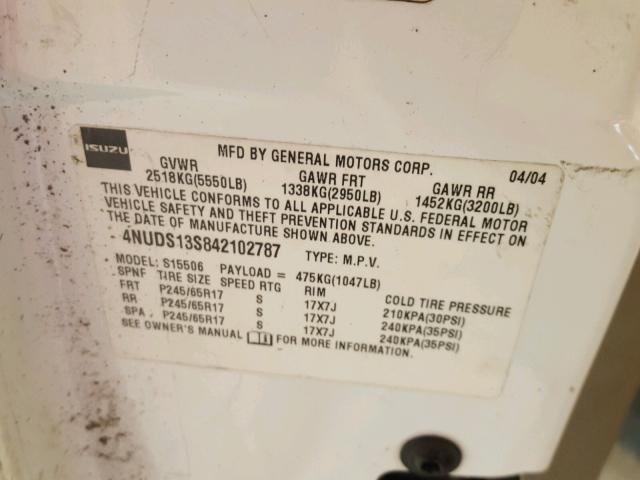 ISUZU
MFD BY GENERAL MOTORS CORP. 04/04
GVWR GAWR FRT GAWR RR
2518KG(5550LB) 1338KG(2950LB) 1452KG(3200LB)
THIS VEHICLE CONFORMS TO ALL APPLICABLE U.S. FEDERAL MOTOR
VEHICLE SAFETY AND THEFT PREVENTION STANDARDS IN EFFECT ON
THE DATE OF MANUFACTURE SHOWN ABOVE.
4NUDS13S842102787 TYPE: M.P.V.
MODEL: S15506 PAYLOAD = 475KG(1047LB)
SPNF TIRE SIZE SPEED RTG RIM COLD TIRE PRESSURE
FRT P245/65R17 S 17X7J 210KPA(30PSI)
RR P245/65R17 S 17X7J 240KPA(35PSI)
SPA P245/65R17 S 17X7J 240KPA(35PSI)
SEE OWNER'S MANUAL FOR MORE INFORMATION.